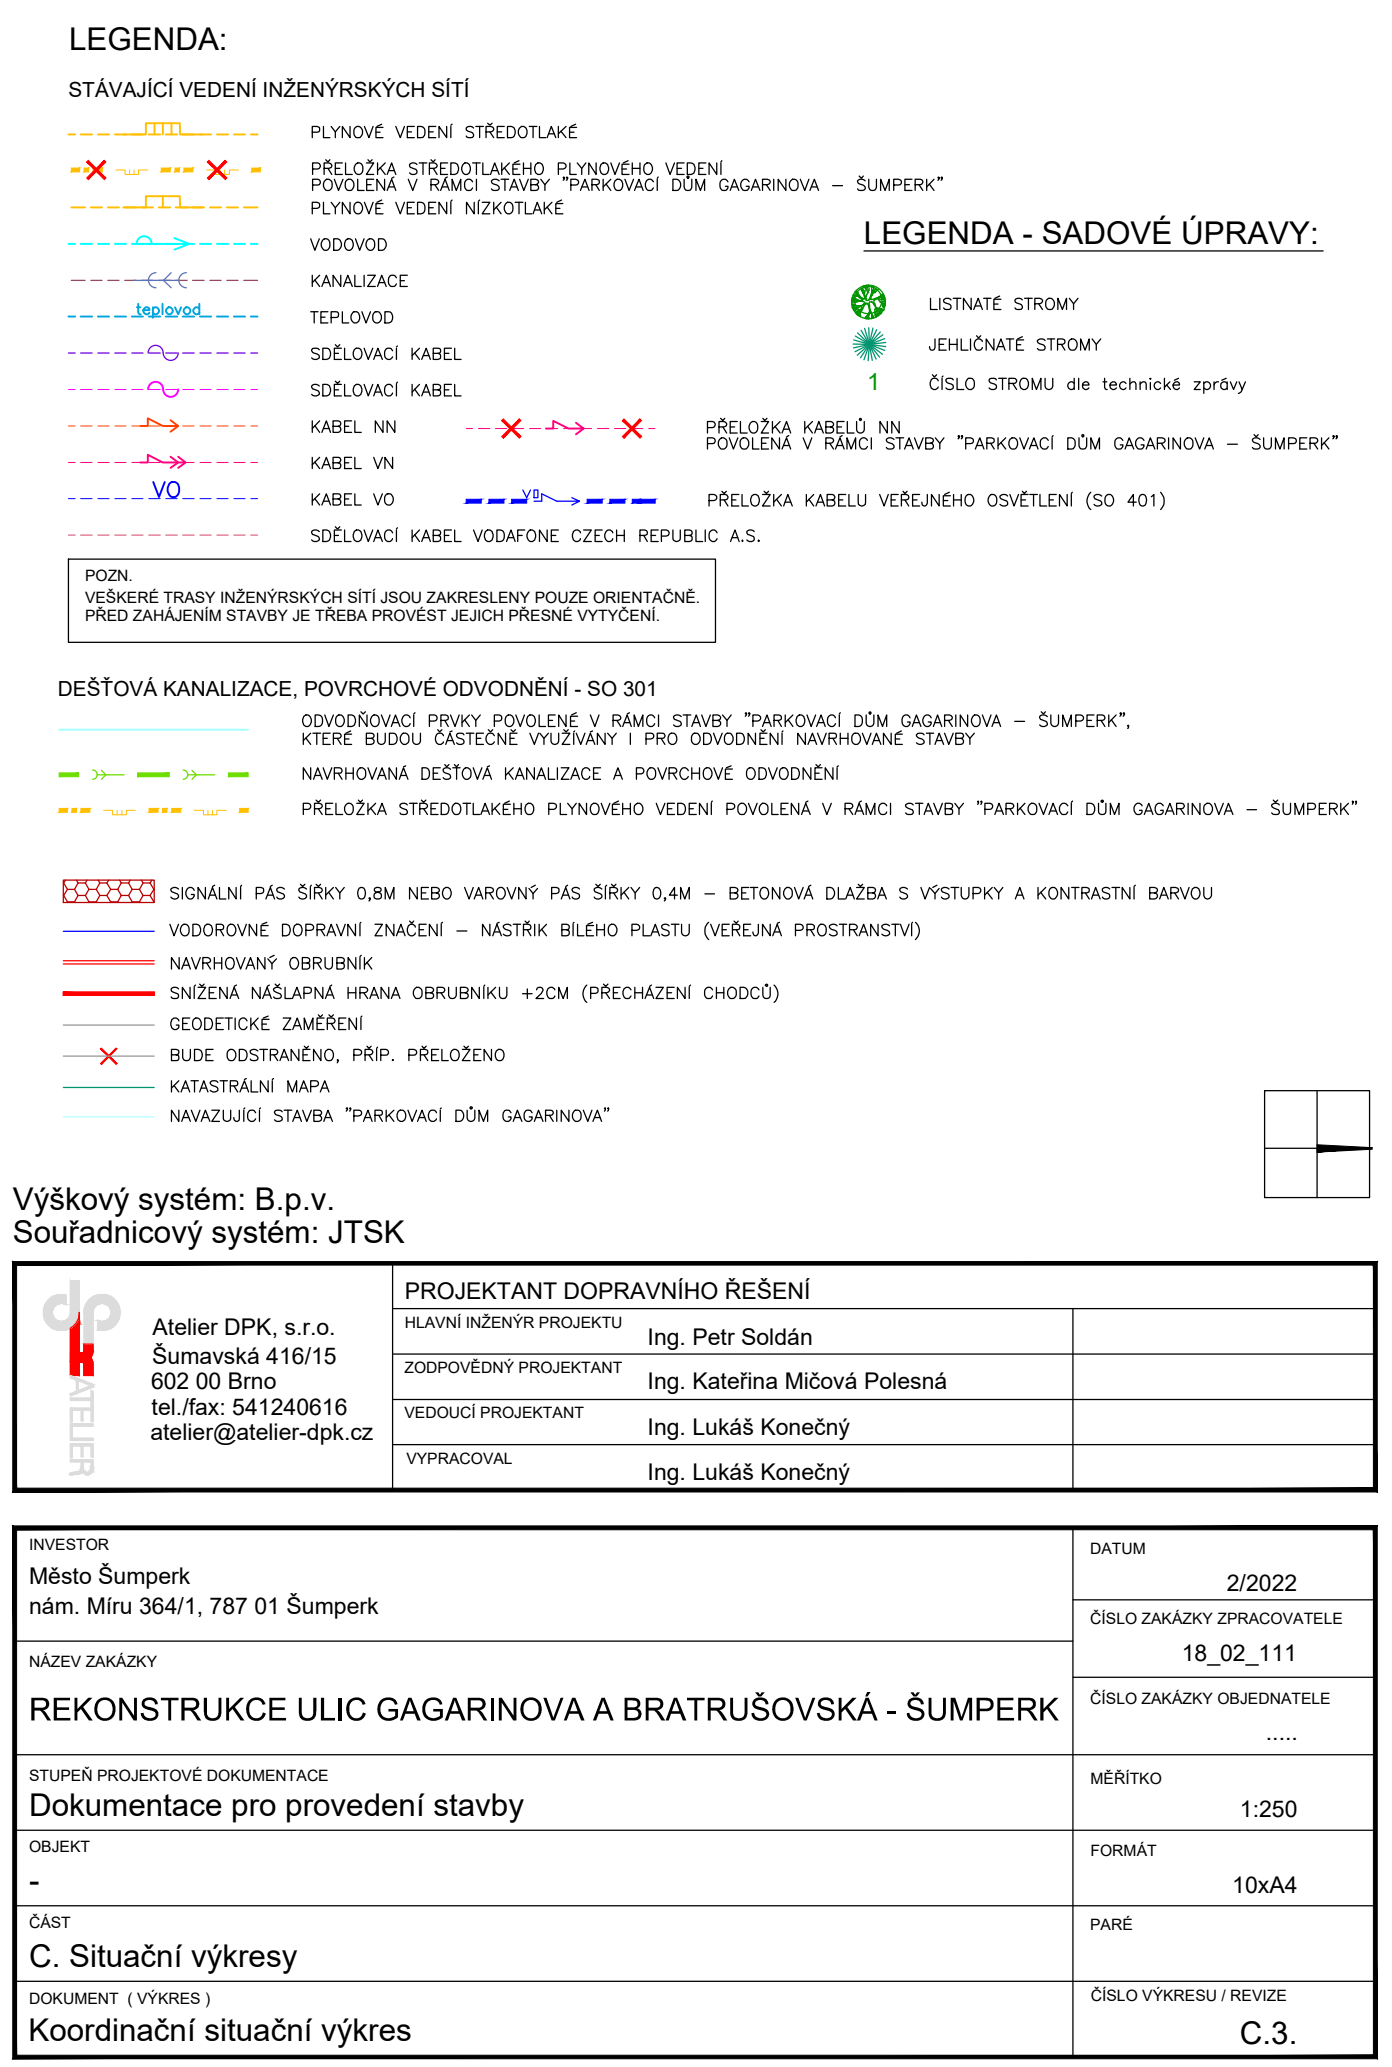 LEGENDA:
STÁVAJÍCÍ VEDENÍ INŽENÝRSKÝCH SÍTÍ
PLYNOVÉ VEDENÍ STŘEDOTLAKÉ
PŘELOŽKA STŘEDOTLAKÉHO PLYNOVÉHO VEDENÍ
POVOLENÁ V RÁMCI STAVBY "PARKOVACÍ DŮM GAGARINOVA – ŠUMPERK"
PLYNOVÉ VEDENÍ NÍZKOTLAKÉ
VODOVOD
KANALIZACE
teplovod TEPLOVOD
SDĚLOVACÍ KABEL
SDĚLOVACÍ KABEL
KABEL NN
KABEL VN
VO KABEL VO
SDĚLOVACÍ KABEL VODAFONE CZECH REPUBLIC A.S.
PŘELOŽKA KABELŮ NN
POVOLENÁ V RÁMCI STAVBY "PARKOVACÍ DŮM GAGARINOVA – ŠUMPERK"
VO PŘELOŽKA KABELU VEŘEJNÉHO OSVĚTLENÍ (SO 401)
LEGENDA - SADOVÉ ÚPRAVY:
LISTNATÉ STROMY
JEHLIČNATÉ STROMY
1 ČÍSLO STROMU dle technické zprávy
POZN.
VEŠKERÉ TRASY INŽENÝRSKÝCH SÍTÍ JSOU ZAKRESLENY POUZE ORIENTAČNĚ.
PŘED ZAHÁJENÍM STAVBY JE TŘEBA PROVÉST JEJICH PŘESNÉ VYTYČENÍ.
DEŠŤOVÁ KANALIZACE, POVRCHOVÉ ODVODNĚNÍ - SO 301
ODVODŇOVACÍ PRVKY POVOLENÉ V RÁMCI STAVBY "PARKOVACÍ DŮM GAGARINOVA – ŠUMPERK",
KTERÉ BUDOU ČÁSTEČNĚ VYUŽÍVÁNY I PRO ODVODNĚNÍ NAVRHOVANÉ STAVBY
NAVRHOVANÁ DEŠŤOVÁ KANALIZACE A POVRCHOVÉ ODVODNĚNÍ
PŘELOŽKA STŘEDOTLAKÉHO PLYNOVÉHO VEDENÍ POVOLENÁ V RÁMCI STAVBY "PARKOVACÍ DŮM GAGARINOVA – ŠUMPERK"
SIGNÁLNÍ PÁS ŠÍŘKY 0,8M NEBO VAROVNÝ PÁS ŠÍŘKY 0,4M – BETONOVÁ DLAŽBA S VÝSTUPKY A KONTRASTNÍ BARVOU
VODOROVNÉ DOPRAVNÍ ZNAČENÍ – NÁSTŘIK BÍLÉHO PLASTU (VEŘEJNÁ PROSTRANSTVÍ)
NAVRHOVANÝ OBRUBNÍK
SNÍŽENÁ NÁŠLAPNÁ HRANA OBRUBNÍKU +2CM (PŘECHÁZENÍ CHODCŮ)
GEODETICKÉ ZAMĚŘENÍ
BUDE ODSTRANĚNO, PŘÍP. PŘELOŽENO
KATASTRÁLNÍ MAPA
NAVAZUJÍCÍ STAVBA "PARKOVACÍ DŮM GAGARINOVA"
Výškový systém: B.p.v.
Souřadnicový systém: JTSK
dpk ATELIER
Atelier DPK, s.r.o.
Šumavská 416/15
602 00 Brno
tel./fax: 541240616
atelier@atelier-dpk.cz
PROJEKTANT DOPRAVNÍHO ŘEŠENÍ
HLAVNÍ INŽENÝR PROJEKTU Ing. Petr Soldán
ZODPOVĚDNÝ PROJEKTANT Ing. Kateřina Mičová Polesná
VEDOUCÍ PROJEKTANT Ing. Lukáš Konečný
VYPRACOVAL Ing. Lukáš Konečný
INVESTOR
Město Šumperk
nám. Míru 364/1, 787 01 Šumperk
NÁZEV ZAKÁZKY
REKONSTRUKCE ULIC GAGARINOVA A BRATRUŠOVSKÁ - ŠUMPERK
STUPEŇ PROJEKTOVÉ DOKUMENTACE
Dokumentace pro provedení stavby
OBJEKT
-
ČÁST
C. Situační výkresy
DOKUMENT ( VÝKRES )
Koordinační situační výkres
DATUM
2/2022
ČÍSLO ZAKÁZKY ZPRACOVATELE
18_02_111
ČÍSLO ZAKÁZKY OBJEDNATELE
.....
MĚŘÍTKO
1:250
FORMÁT
10xA4
PARÉ
ČÍSLO VÝKRESU / REVIZE
C.3.